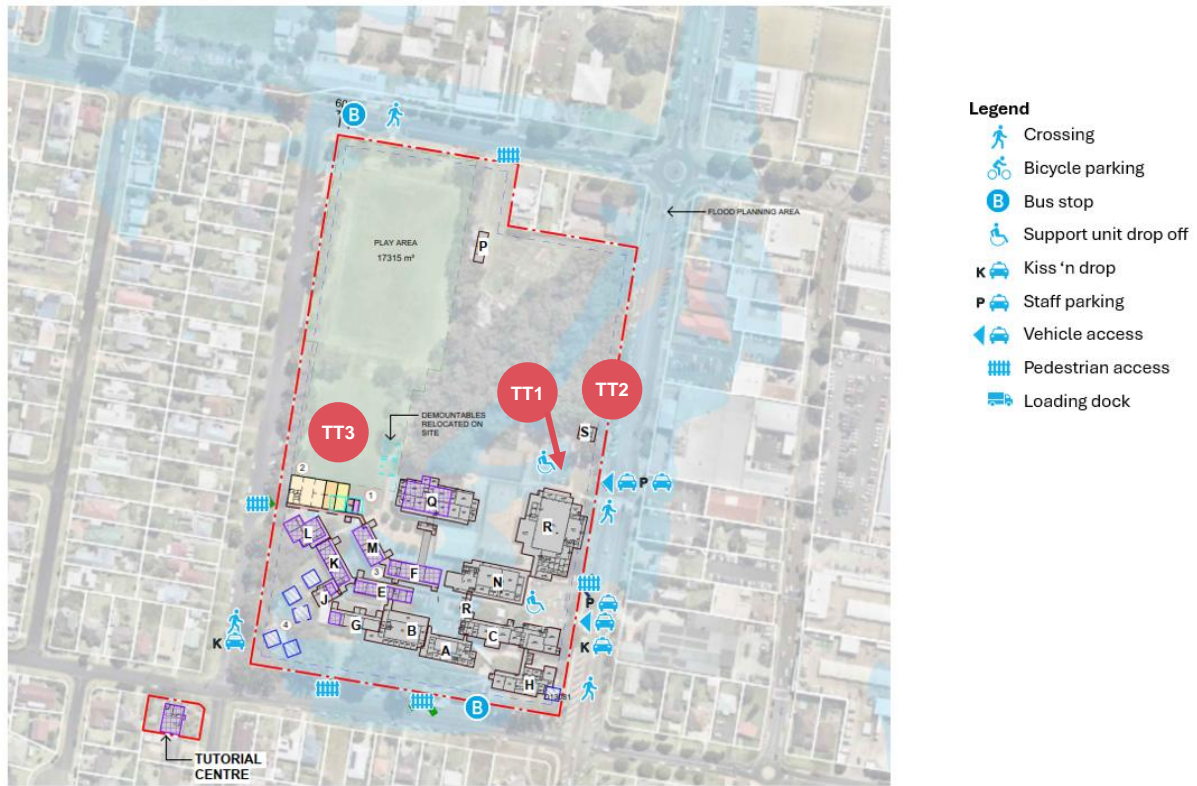 Legend
Crossing
Bicycle parking
B Bus stop
Support unit drop off
K Kiss ‘n drop
P Staff parking
Vehicle access
Pedestrian access
Loading dock
B
FLOOD PLANNING AREA
PLAY AREA
17315 m²
P
TT1
TT2
TT3
DEMOUNTABLES
RELOCATED ON
SITE
S
2
1
Q
P
R
L
M
K
3
F
N
E
J
R
P
4
G
B
C
K
A
K
H
B
TUTORIAL
CENTRE